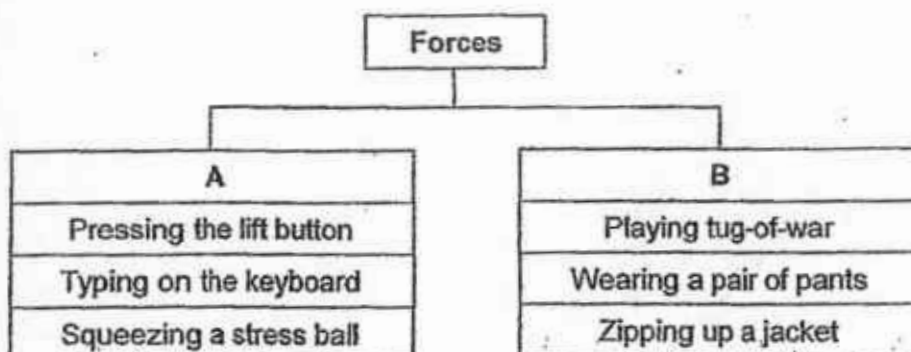 Forces
A
Pressing the lift button
Typing on the keyboard
Squeezing a stress ball
B
Playing tug-of-war
Wearing a pair of pants
Zipping up a jacket